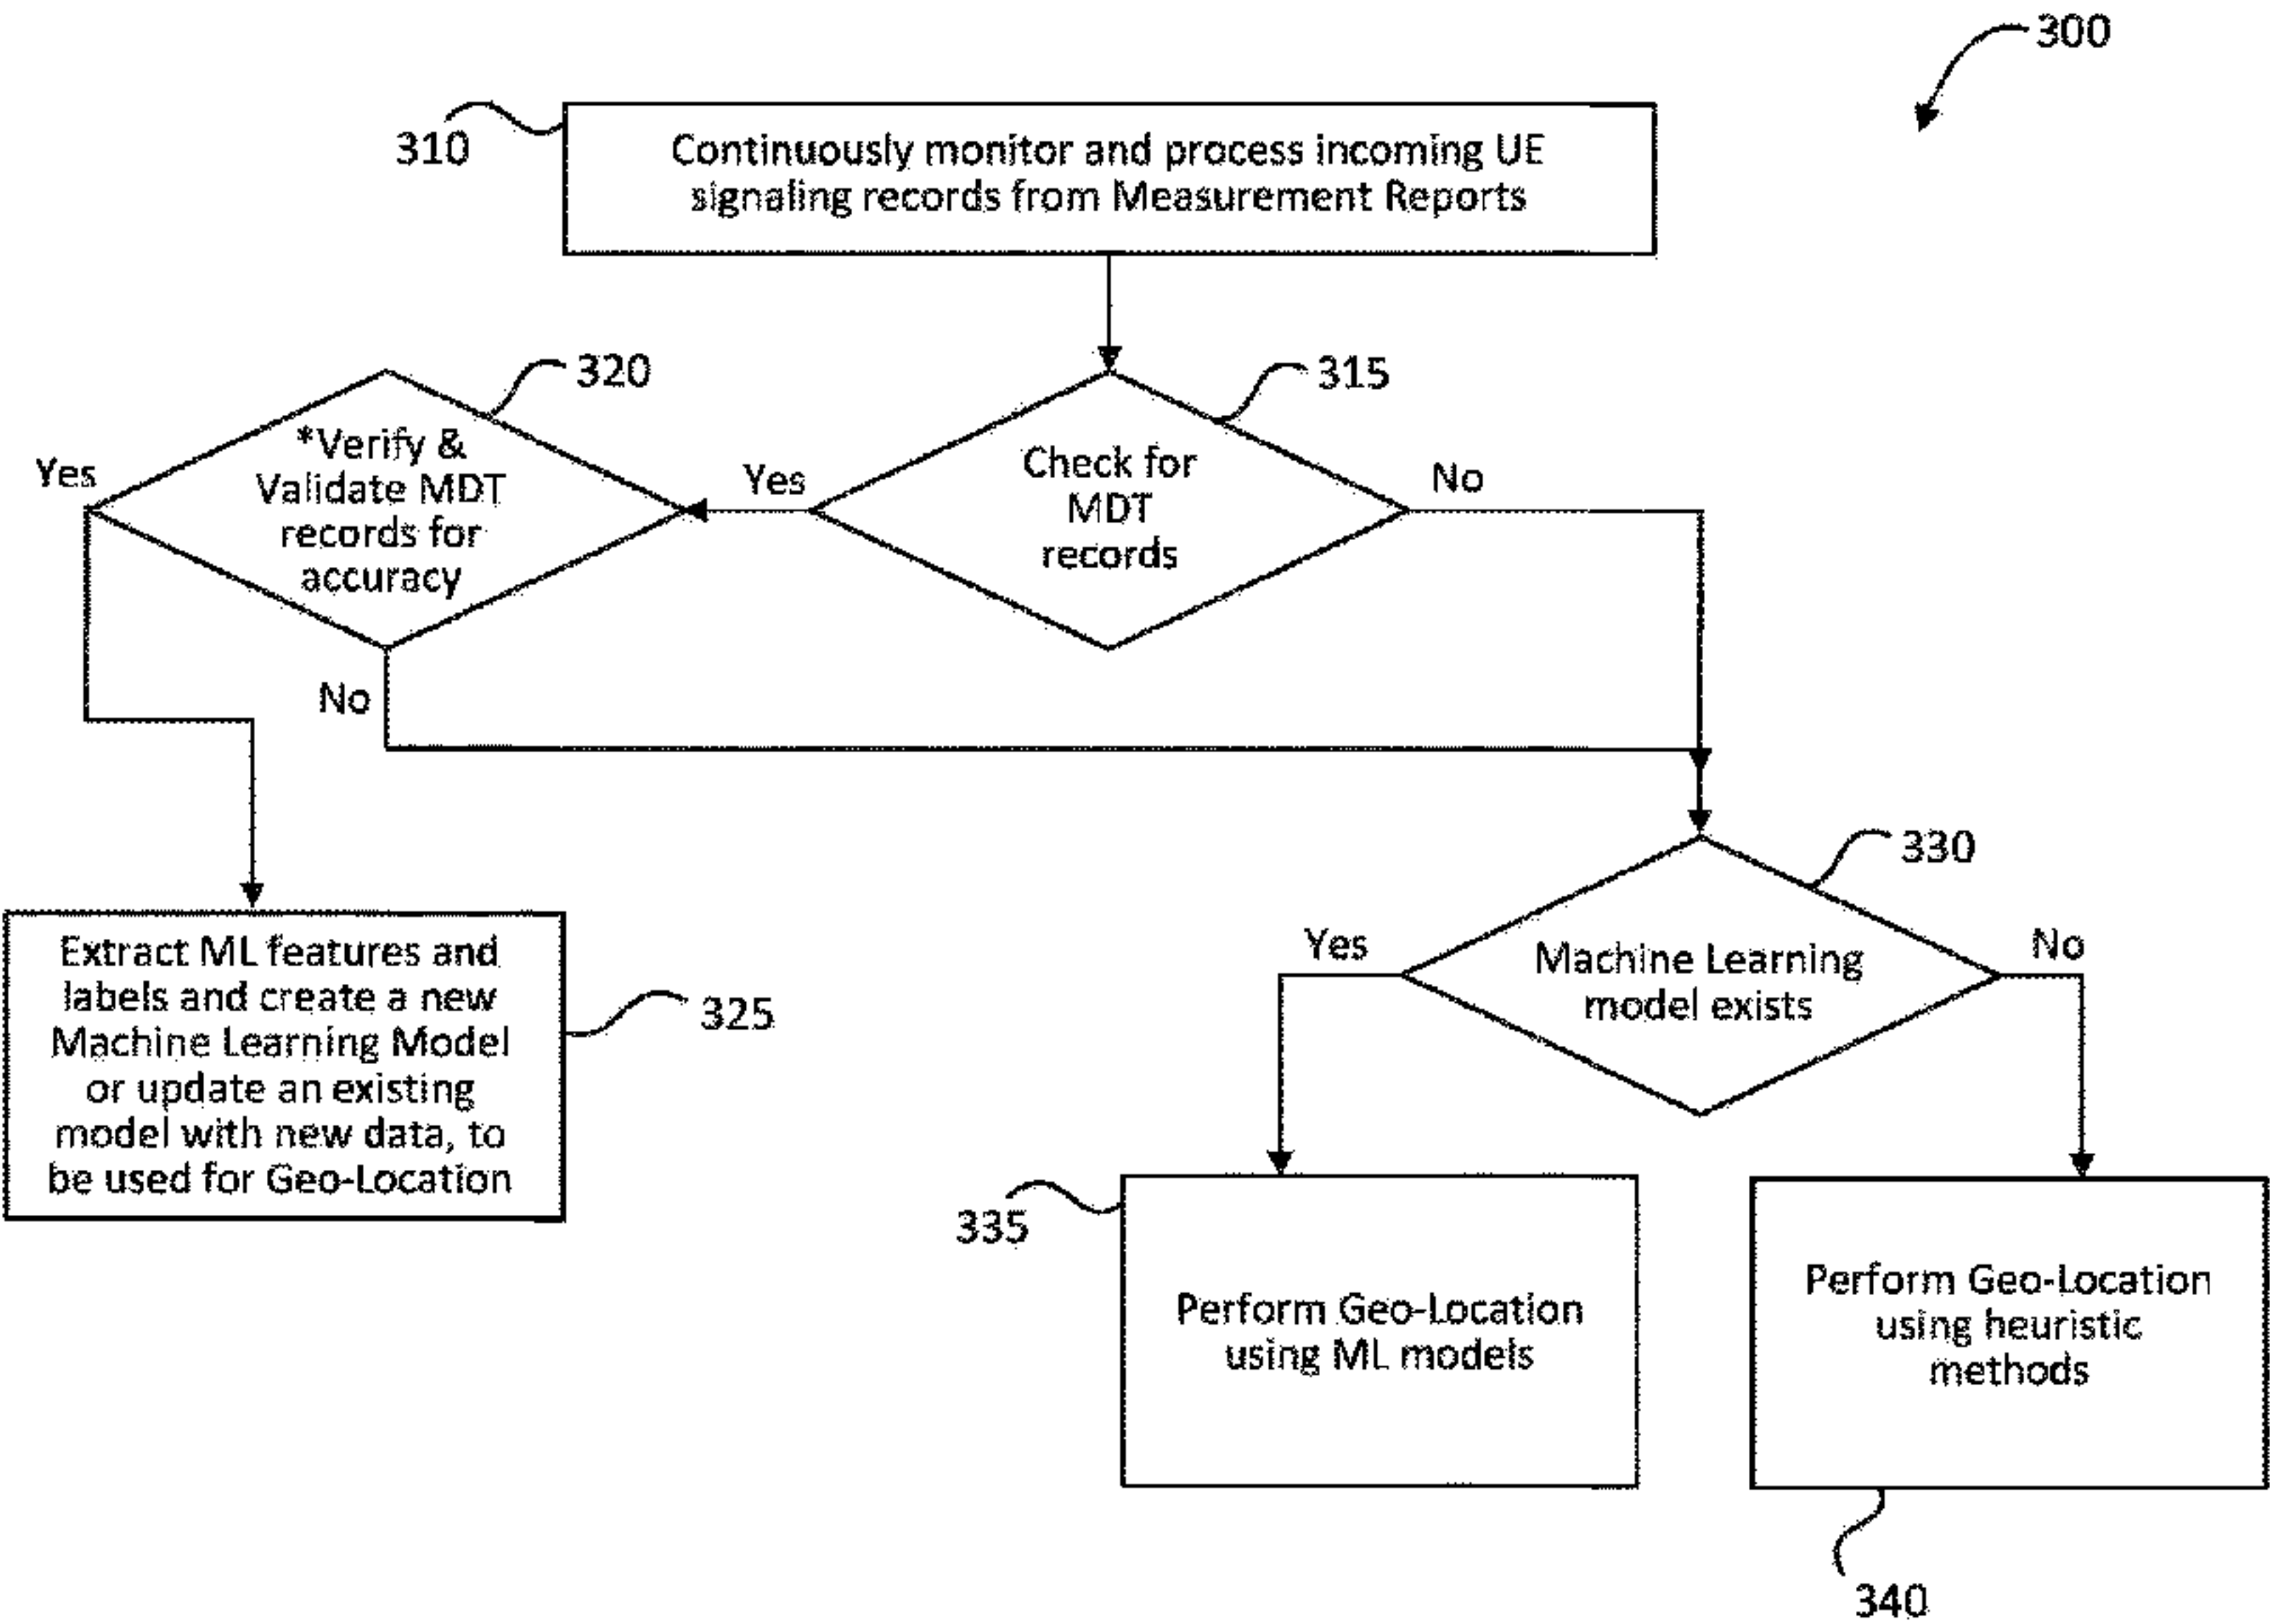 300
310
Continuously monitor and process incoming UE
signaling records from Measurement Reports
320
315
*Verify &
Validate MDT
records for
accuracy
Yes
Yes
Check for
MDT
records
No
No
330
Machine Learning
model exists
Yes
No
Extract ML features and
labels and create a new
Machine Learning Model
or update an existing
model with new data, to
be used for Geo-Location
325
335
Perform Geo-Location
using ML models
Perform Geo-Location
using heuristic
methods
340